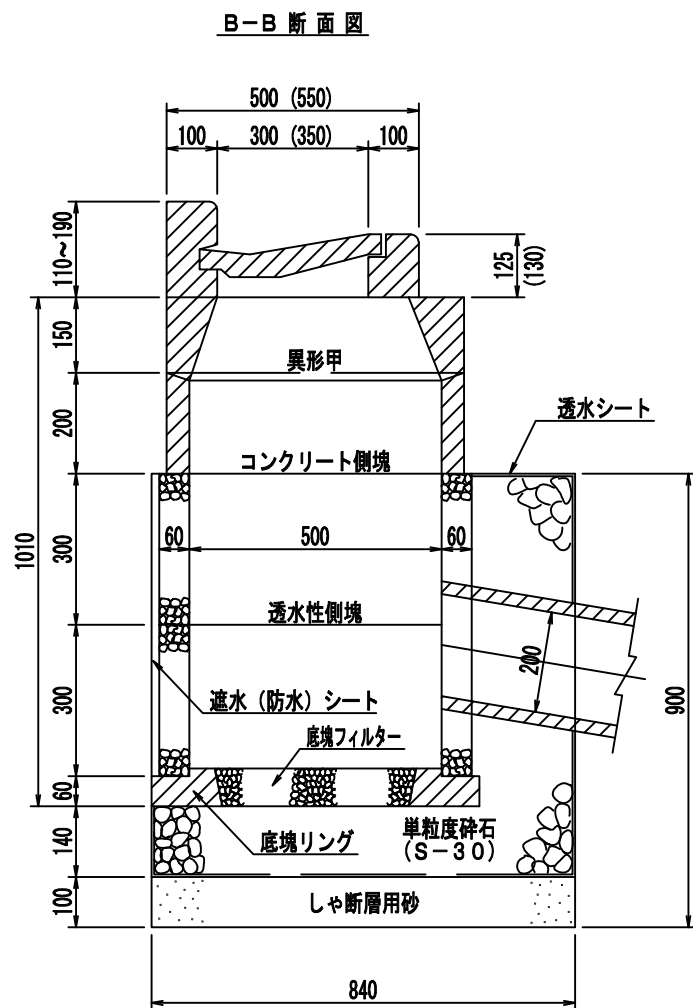 B－B 断 面 図
500 (550)
100
300 (350)
100
110~190
125
(130)
150
異形甲
200
透水シート
コンクリート側塊
1010
300
60
500
60
透水性側塊
200
900
300
遮水（防水）シート
底塊フィルター
60
底塊リング
単粒度砕石
（S－30）
140
100
しゃ断層用砂
840